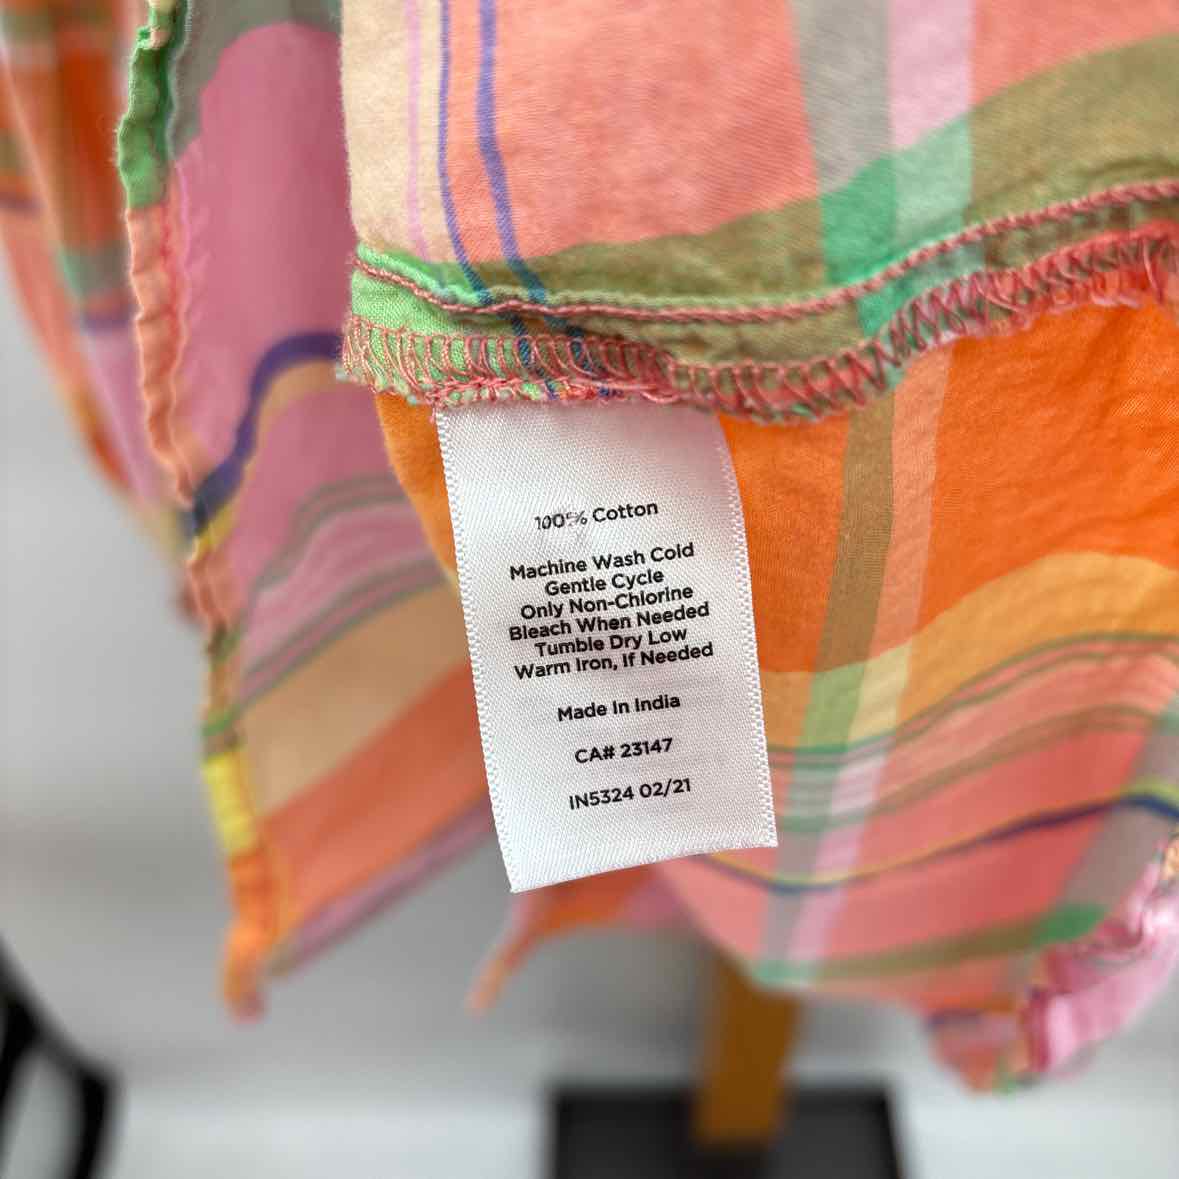 100% Cotton
Machine Wash Cold
Gentle Cycle
Only Non-Chlorine
Bleach When Needed
Tumble Dry Low
Warm Iron, If Needed
Made In India
CA# 23147
IN5324 02/21